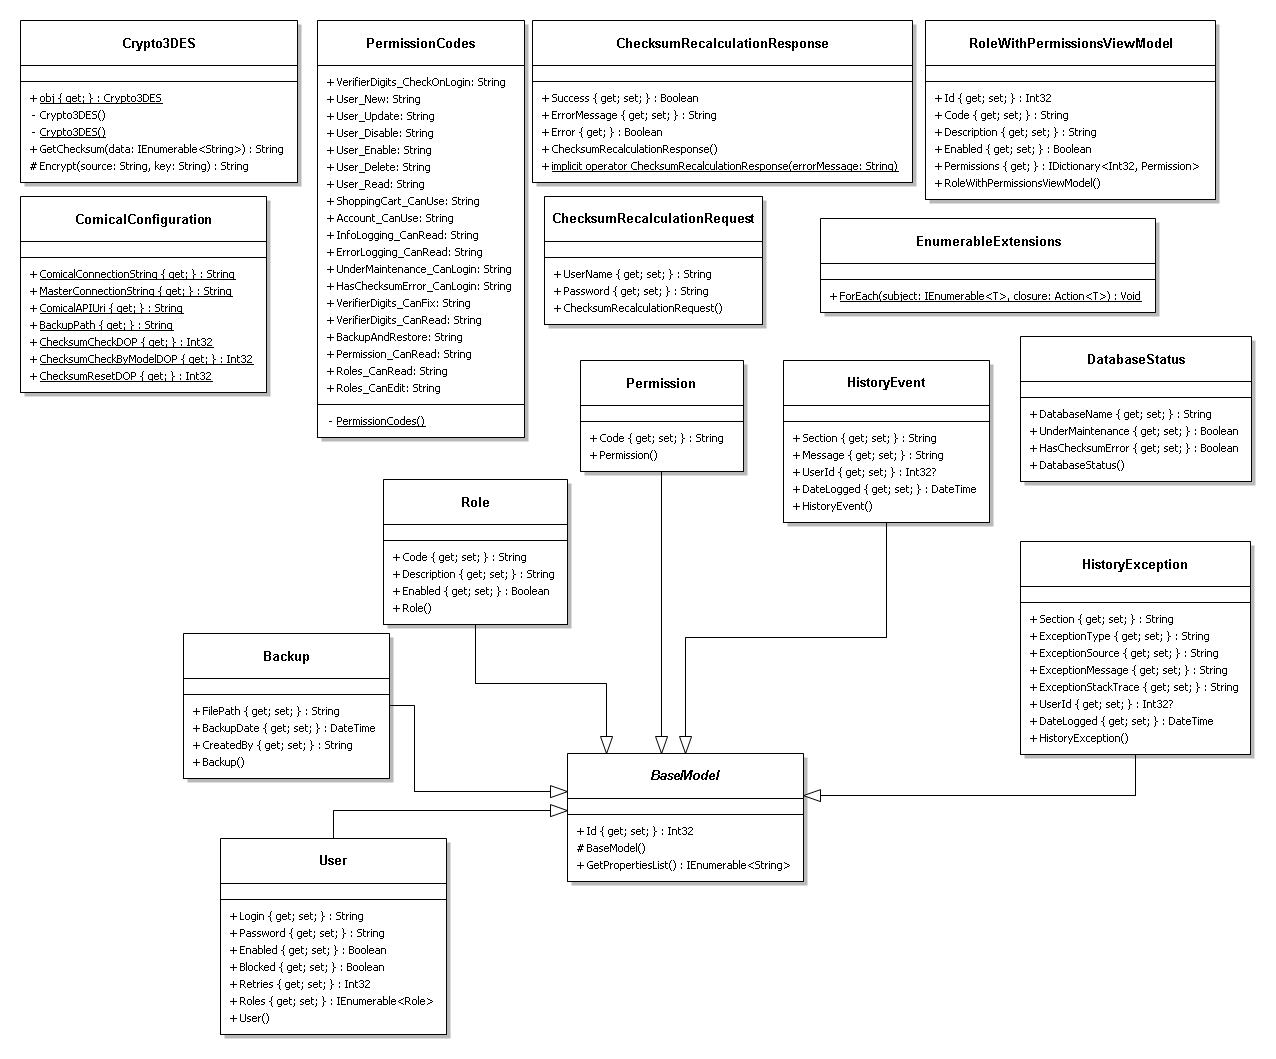 Crypto3DES
+ obj { get; } : Crypto3DES
- Crypto3DES()
- Crypto3DES()
+ GetChecksum(data: IEnumerable<String>) : String
# Encrypt(source: String, key: String) : String
PermissionCodes
+ VerifierDigits_CheckOnLogin: String
+ User_New: String
+ User_Update: String
+ User_Disable: String
+ User_Enable: String
+ User_Delete: String
+ User_Read: String
+ ShoppingCart_CanUse: String
+ Account_CanUse: String
+ InfoLogging_CanRead: String
+ ErrorLogging_CanRead: String
+ UnderMaintenance_CanLogin: String
+ HasChecksumError_CanLogin: String
+ VerifierDigits_CanFix: String
+ VerifierDigits_CanRead: String
+ BackupAndRestore: String
+ Permission_CanRead: String
+ Roles_CanRead: String
+ Roles_CanEdit: String
- PermissionCodes()
ChecksumRecalculationResponse
+ Success { get; set; } : Boolean
+ ErrorMessage { get; set; } : String
+ Error { get; } : Boolean
+ ChecksumRecalculationResponse()
+ implicit operator ChecksumRecalculationResponse(errorMessage: String)
RoleWithPermissionsViewModel
+ Id { get; set; } : Int32
+ Code { get; set; } : String
+ Description { get; set; } : String
+ Enabled { get; set; } : Boolean
+ Permissions { get; } : IDictionary<Int32, Permission>
+ RoleWithPermissionsViewModel()
ComicalConfiguration
+ ComicalConnectionString { get; } : String
+ MasterConnectionString { get; } : String
+ ComicalAPIUri { get; } : String
+ BackupPath { get; } : String
+ ChecksumCheckDOP { get; } : Int32
+ ChecksumCheckByModelDOP { get; } : Int32
+ ChecksumResetDOP { get; } : Int32
ChecksumRecalculationRequest
+ UserName { get; set; } : String
+ Password { get; set; } : String
+ ChecksumRecalculationRequest()
EnumerableExtensions
+ ForEach(subject: IEnumerable<T>, closure: Action<T>) : Void
Permission
+ Code { get; set; } : String
+ Permission()
HistoryEvent
+ Section { get; set; } : String
+ Message { get; set; } : String
+ UserId { get; set; } : Int32?
+ DateLogged { get; set; } : DateTime
+ HistoryEvent()
DatabaseStatus
+ DatabaseName { get; set; } : String
+ UnderMaintenance { get; set; } : Boolean
+ HasChecksumError { get; set; } : Boolean
+ DatabaseStatus()
Role
+ Code { get; set; } : String
+ Description { get; set; } : String
+ Enabled { get; set; } : Boolean
+ Role()
HistoryException
+ Section { get; set; } : String
+ ExceptionType { get; set; } : String
+ ExceptionSource { get; set; } : String
+ ExceptionMessage { get; set; } : String
+ ExceptionStackTrace { get; set; } : String
+ UserId { get; set; } : Int32?
+ DateLogged { get; set; } : DateTime
+ HistoryException()
Backup
+ FilePath { get; set; } : String
+ BackupDate { get; set; } : DateTime
+ CreatedBy { get; set; } : String
+ Backup()
BaseModel
+ Id { get; set; } : Int32
# BaseModel()
+ GetPropertiesList() : IEnumerable<String>
User
+ Login { get; set; } : String
+ Password { get; set; } : String
+ Enabled { get; set; } : Boolean
+ Blocked { get; set; } : Boolean
+ Retries { get; set; } : Int32
+ Roles { get; set; } : IEnumerable<Role>
+ User()